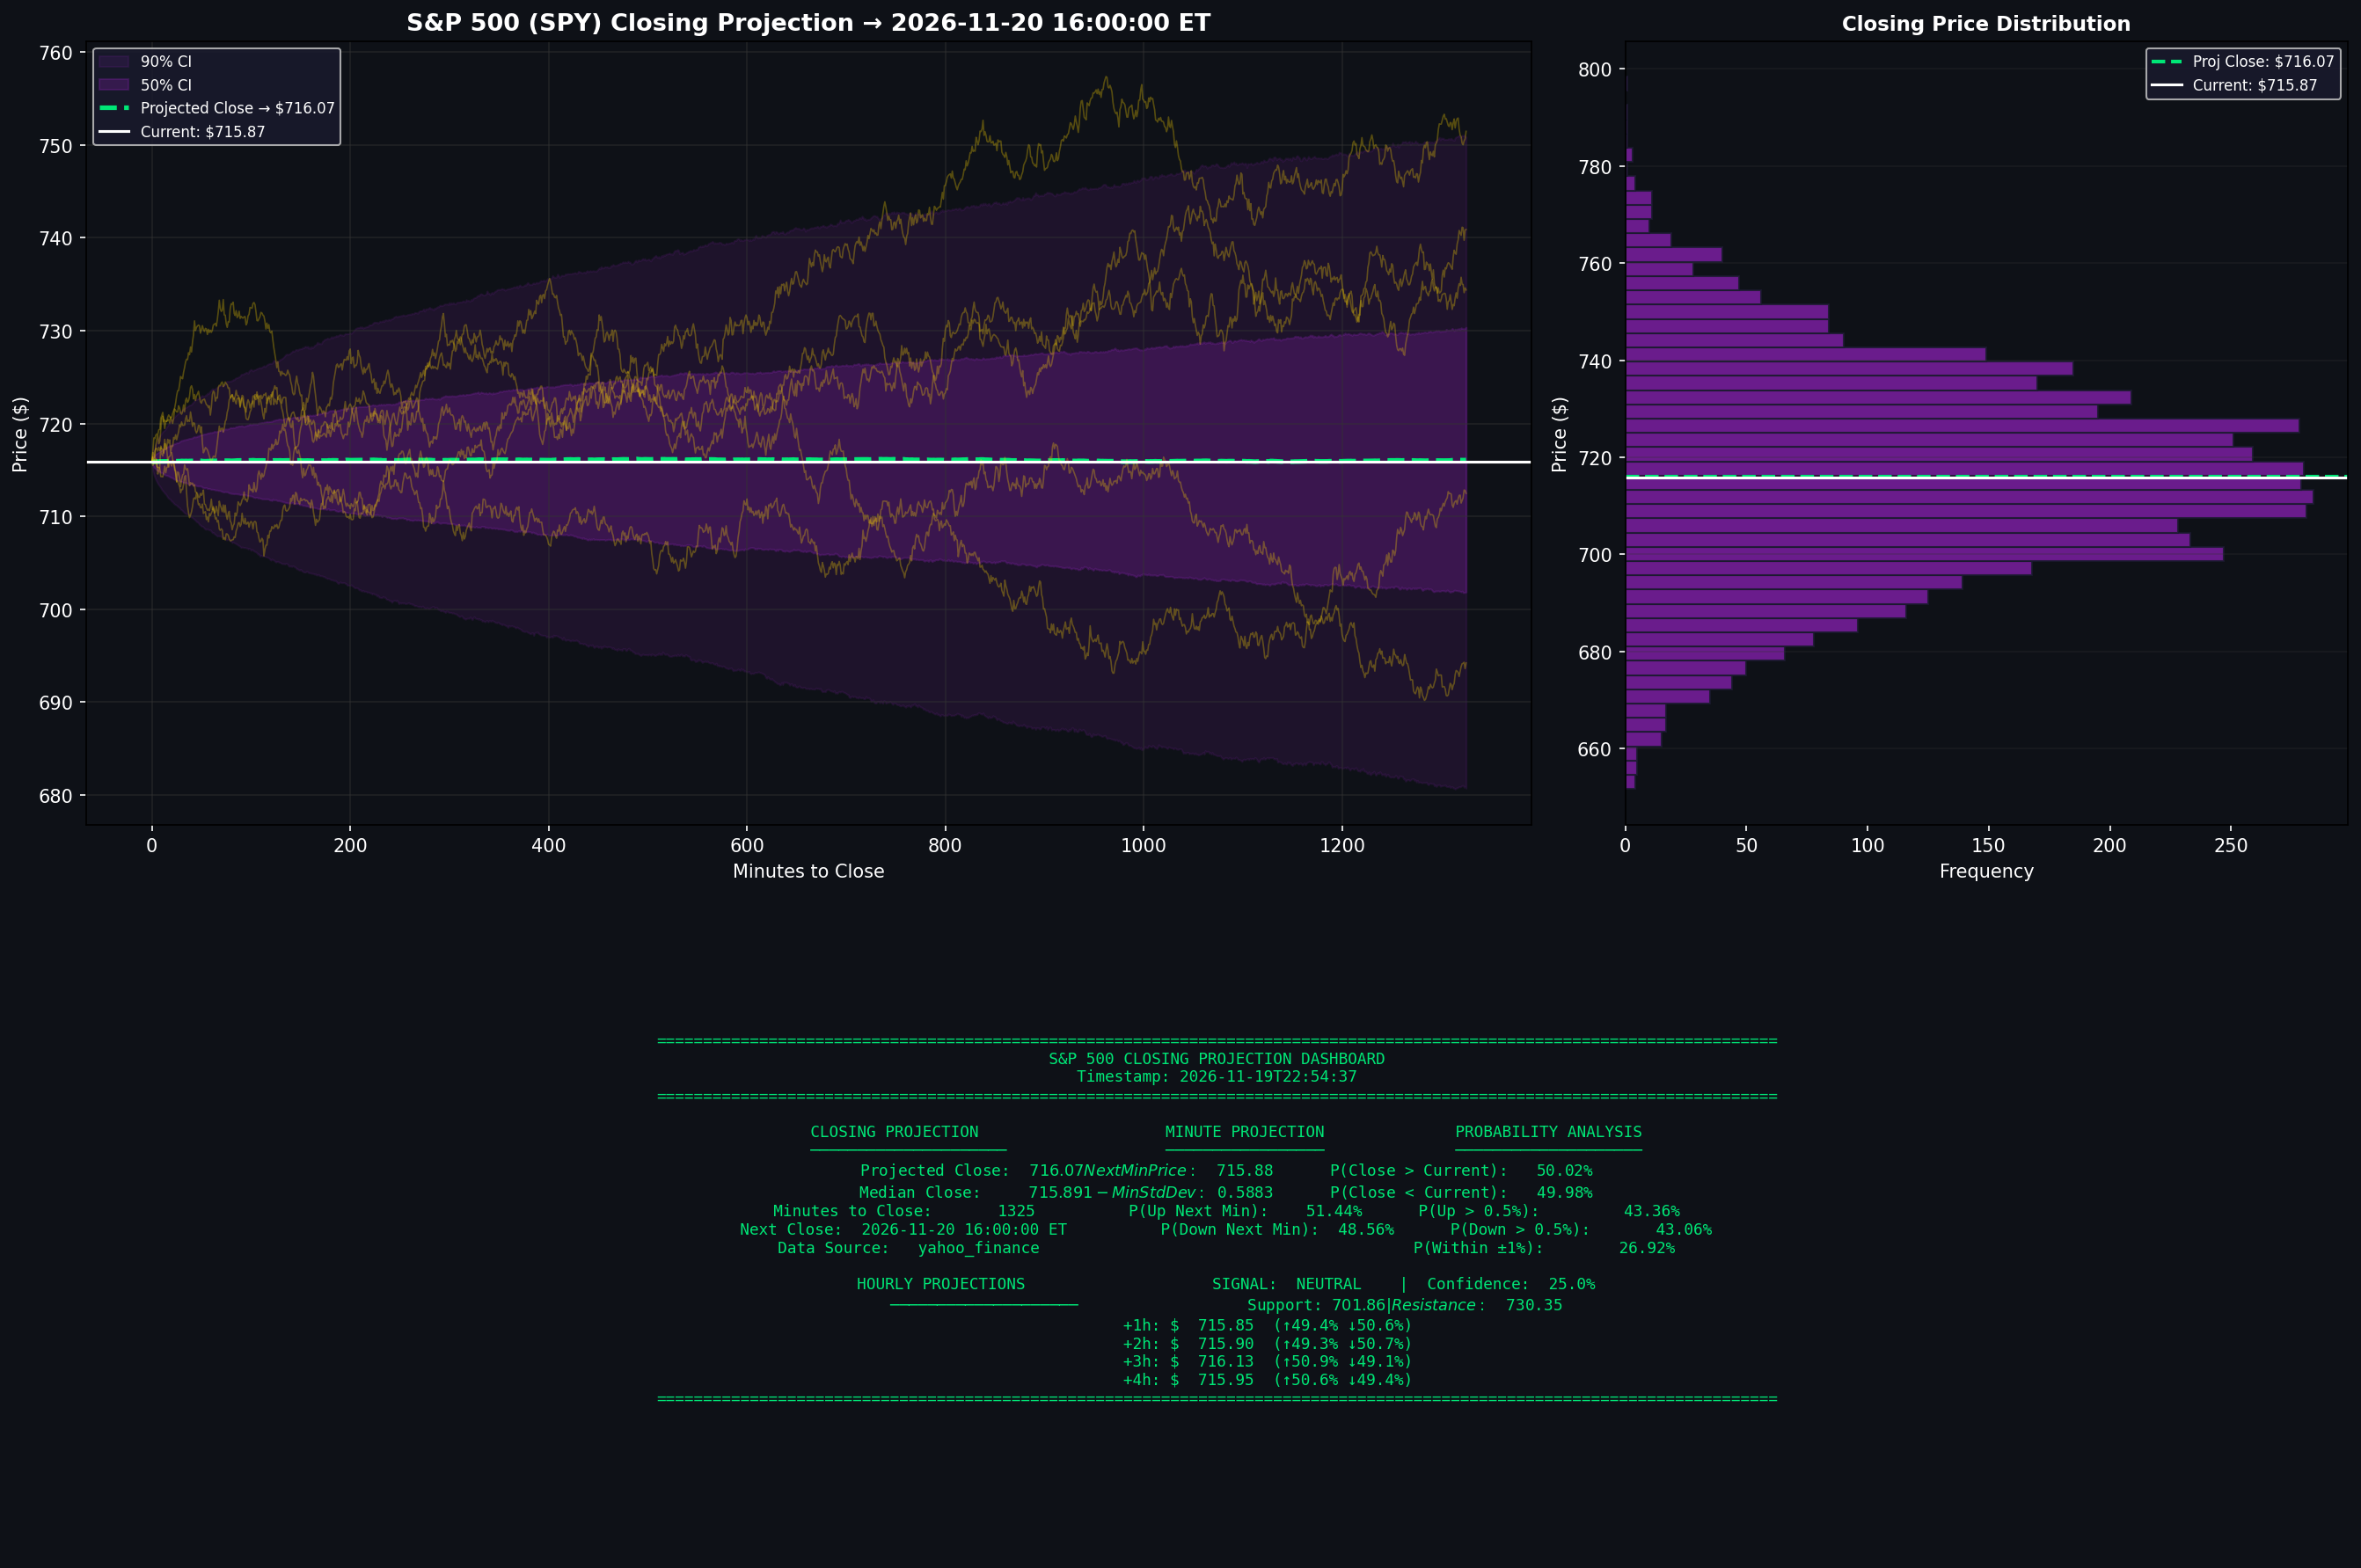 S&P 500 (SPY) Closing Projection → 2026-11-20 16:00:00 ET
90% CI
50% CI
Projected Close → $716.07
Current: $715.87
760
750
740
730
720
710
700
690
680
Price ($)
0 200 400 600 800 1000 1200
Minutes to Close
Closing Price Distribution
Proj Close: $716.07
Current: $715.87
800
780
760
740
720
700
680
660
Price ($)
0 50 100 150 200 250
Frequency
S&P 500 CLOSING PROJECTION DASHBOARD
Timestamp: 2026-11-19T22:54:37
CLOSING PROJECTION MINUTE PROJECTION PROBABILITY ANALYSIS
Projected Close: 716.07NextMinPrice: 715.88 P(Close > Current): 50.02%
Median Close: 715.891-MinStdDev: 0.5883 P(Close < Current): 49.98%
Minutes to Close: 1325 P(Up Next Min): 51.44% P(Up > 0.5%): 43.36%
Next Close: 2026-11-20 16:00:00 ET P(Down Next Min): 48.56% P(Down > 0.5%): 43.06%
Data Source: yahoo_finance P(Within ±1%): 26.92%
HOURLY PROJECTIONS SIGNAL: NEUTRAL | Confidence: 25.0%
Support: 701.86|Resistance: 730.35
+1h: $ 715.85 (↑49.4% ↓50.6%)
+2h: $ 715.90 (↑49.3% ↓50.7%)
+3h: $ 716.13 (↑50.9% ↓49.1%)
+4h: $ 715.95 (↑50.6% ↓49.4%)